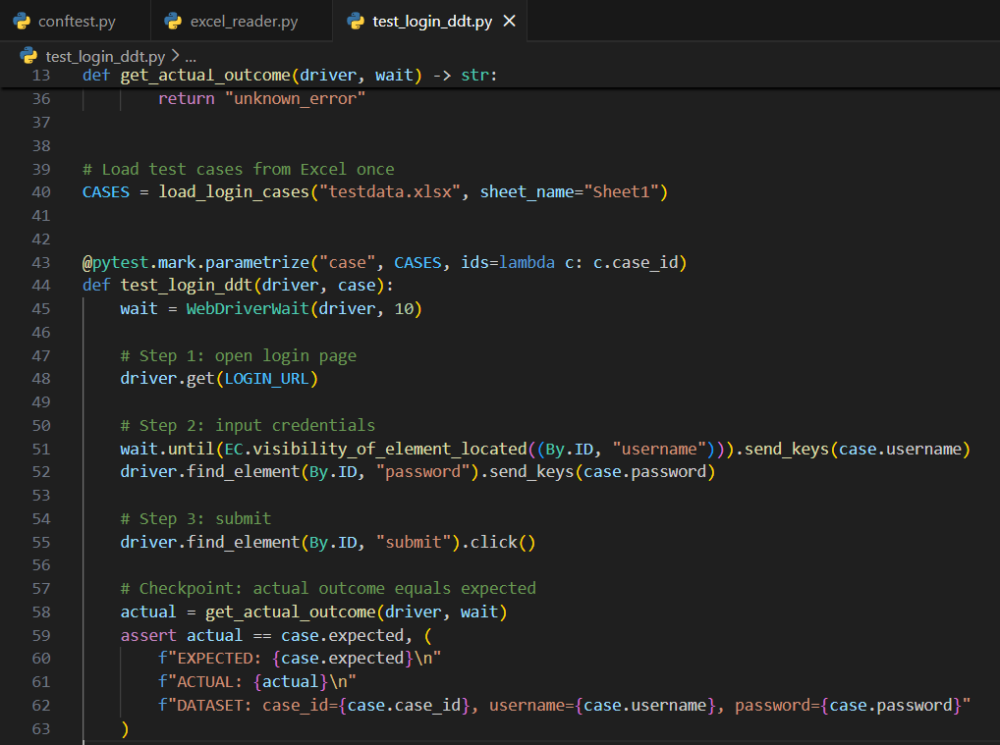 conftest.py excel_reader.py test_login_ddt.py ×
test_login_ddt.py > ...
13 def get_actual_outcome(driver, wait) -> str:
36         return "unknown_error"
37
38
39 # Load test cases from Excel once
40 CASES = load_login_cases("testdata.xlsx", sheet_name="Sheet1")
41
42
43 @pytest.mark.parametrize("case", CASES, ids=lambda c: c.case_id)
44 def test_login_ddt(driver, case):
45     wait = WebDriverWait(driver, 10)
46
47     # Step 1: open login page
48     driver.get(LOGIN_URL)
49
50     # Step 2: input credentials
51     wait.until(EC.visibility_of_element_located((By.ID, "username"))).send_keys(case.username)
52     driver.find_element(By.ID, "password").send_keys(case.password)
53
54     # Step 3: submit
55     driver.find_element(By.ID, "submit").click()
56
57     # Checkpoint: actual outcome equals expected
58     actual = get_actual_outcome(driver, wait)
59     assert actual == case.expected, (
60         f"EXPECTED: {case.expected}\n"
61         f"ACTUAL: {actual}\n"
62         f"DATASET: case_id={case.case_id}, username={case.username}, password={case.password}"
63     )